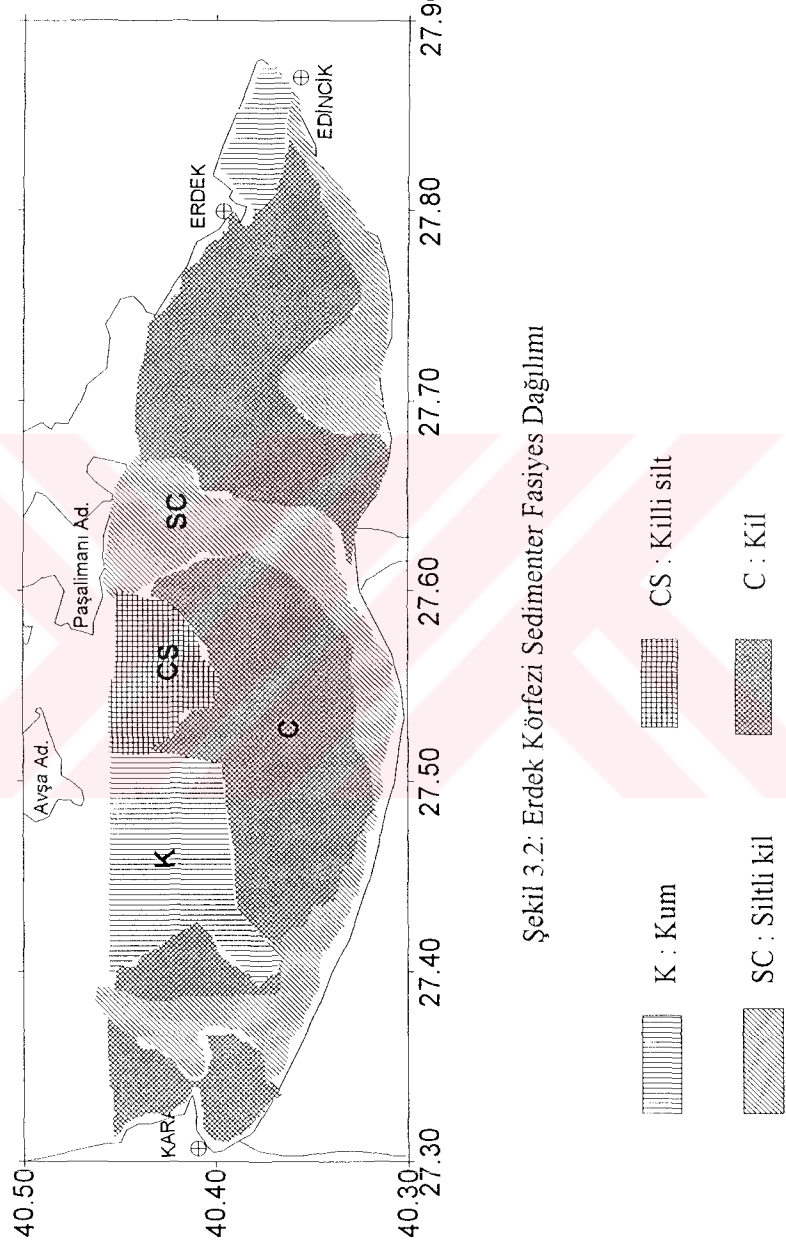 40.50
40.40
40.30
27.30
27.40
27.50
27.60
27.70
27.80
Avşa Ad.
Paşalimanı Ad.
ERDEK
EDİNCİK
K
CS
SC
C
Şekil 3.2: Erdek Körfezi Sedimenter Fasiyes Dağılımı
K : Kum
CS : Killi silt
SC : Siltli kil
C : Kil